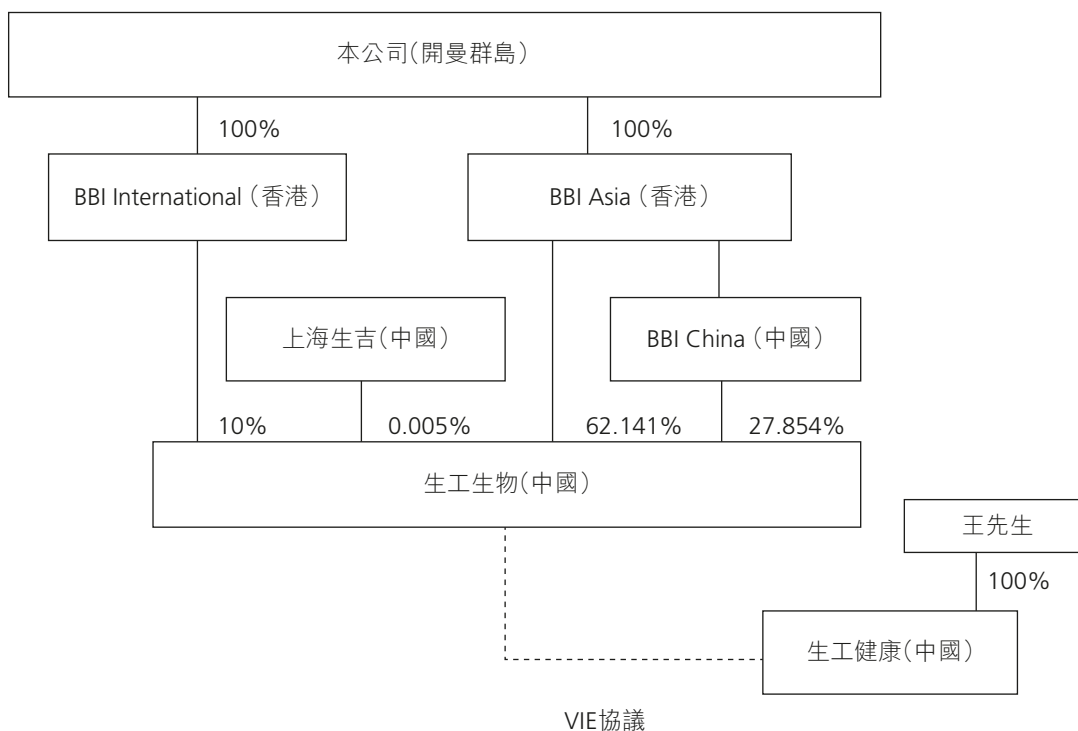 本公司(開曼群島)
100%
100%
BBI International (香港)
BBI Asia (香港)
上海生吉(中國)
BBI China (中國)
10%
0.005%
62.141%
27.854%
生工生物(中國)
王先生
100%
生工健康(中國)
VIE協議